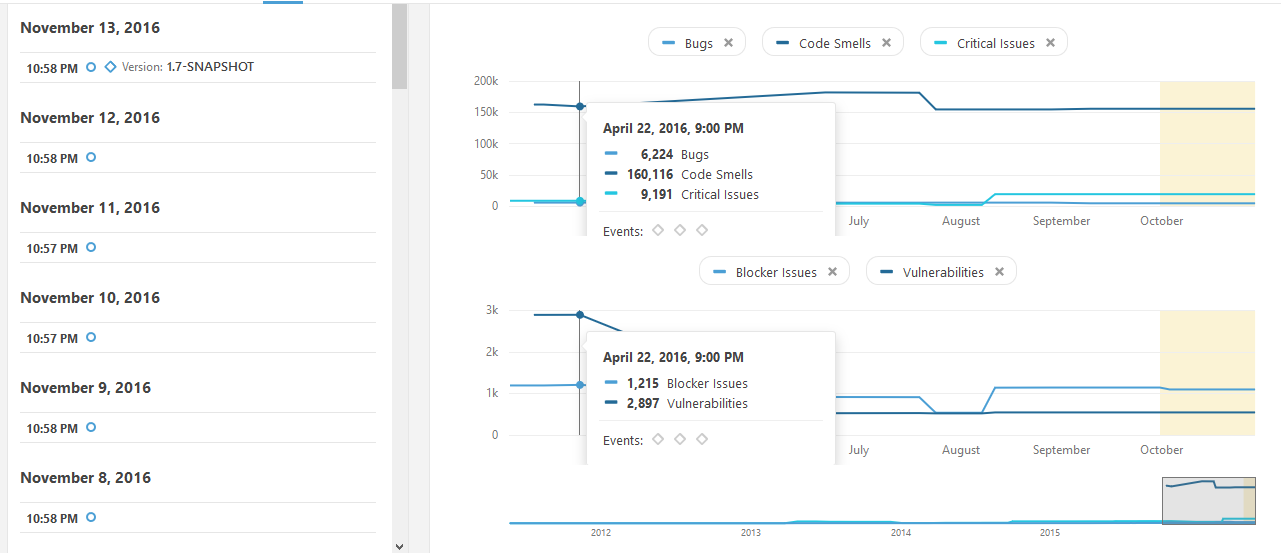 November 13, 2016
10:58 PM Version: 1.7-SNAPSHOT
November 12, 2016
10:58 PM
November 11, 2016
10:57 PM
November 10, 2016
10:57 PM
November 9, 2016
10:58 PM
November 8, 2016
10:58 PM
Bugs Code Smells Critical Issues
200k
150k
100k
50k
0
April 22, 2016, 9:00 PM
6,224 Bugs
160,116 Code Smells
9,191 Critical Issues
Events:
July August September October
Blocker Issues Vulnerabilities
3k
2k
1k
0
April 22, 2016, 9:00 PM
1,215 Blocker Issues
2,897 Vulnerabilities
Events:
July August September October
2012 2013 2014 2015